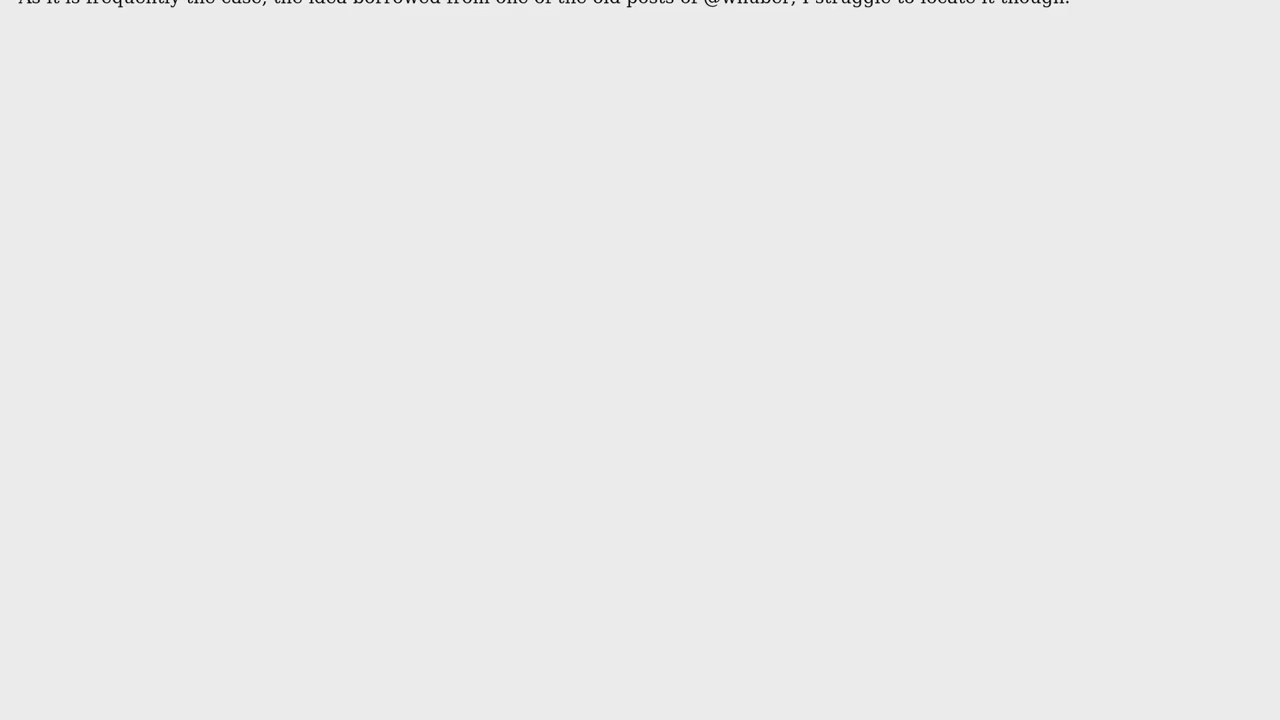 As it is frequently the case, the idea borrowed from one of the old posts of @whuber, I struggle to locate it though.